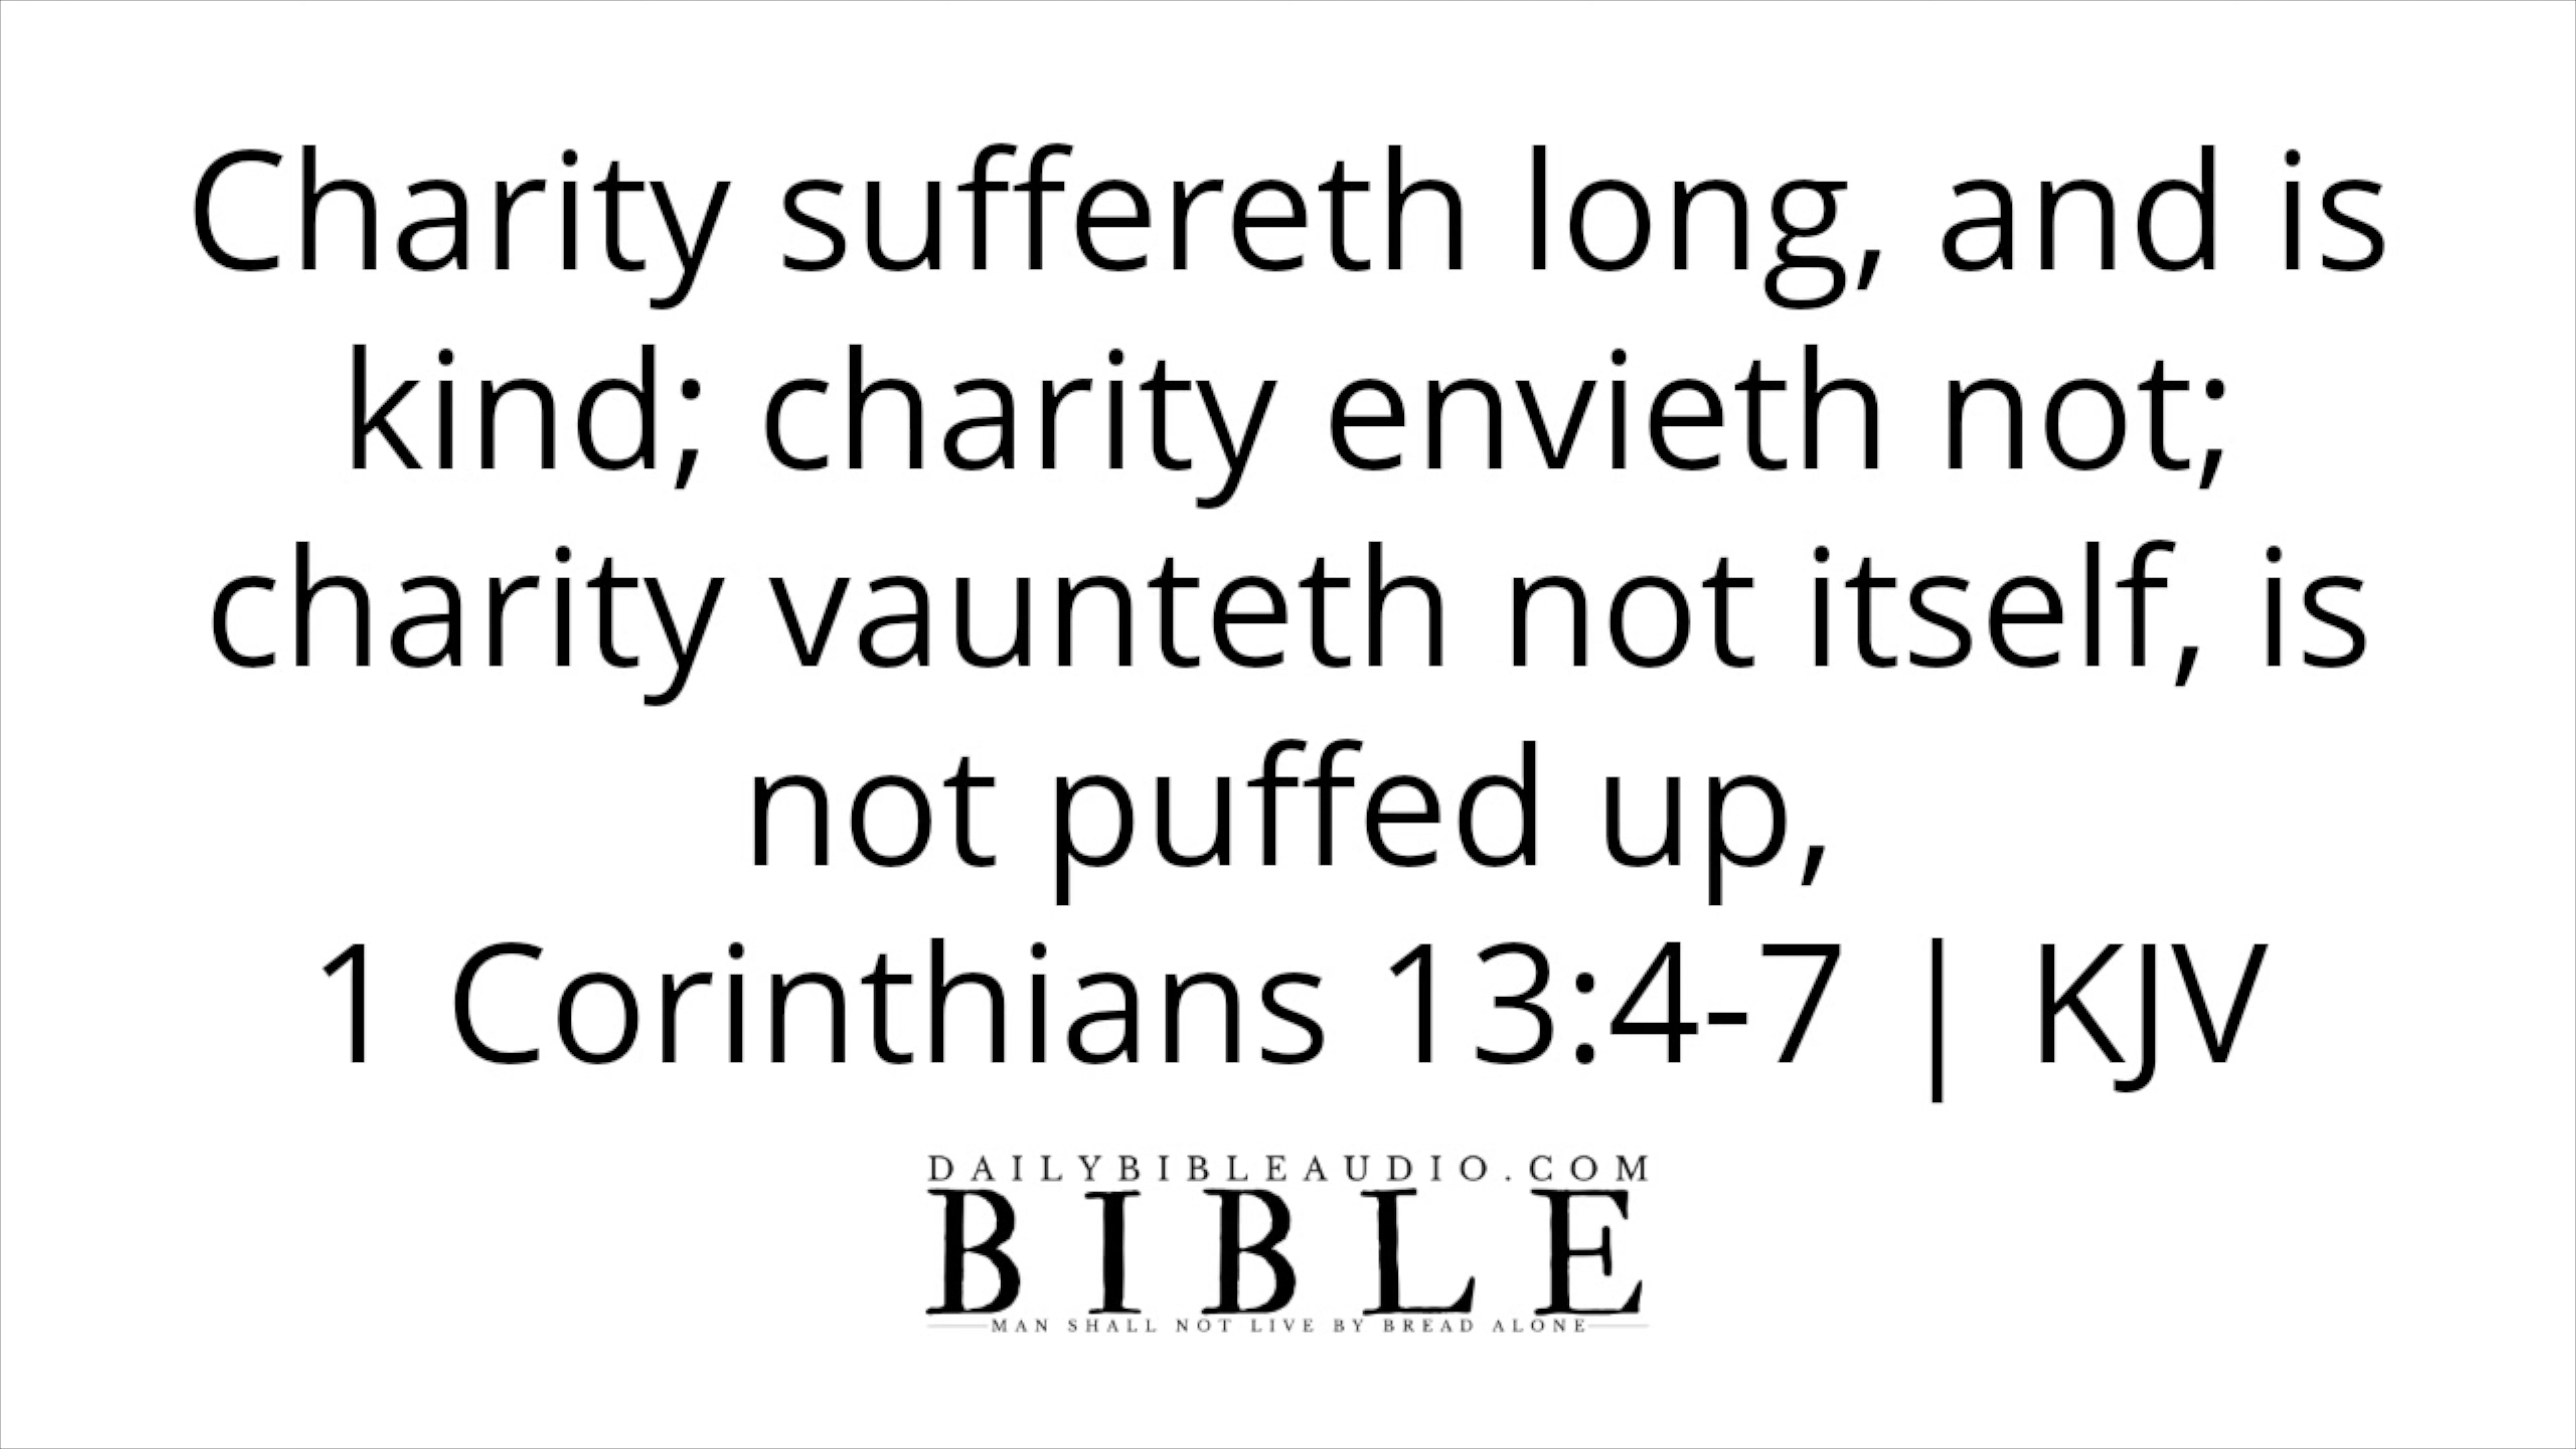 Charity suffereth long, and is
kind; charity envieth not;
charity vaunteth not itself, is
not puffed up,
1 Corinthians 13:4-7 | KJV
DAILYBIBLEAUDIO.COM
BIBLE
MAN SHALL NOT LIVE BY BREAD ALONE